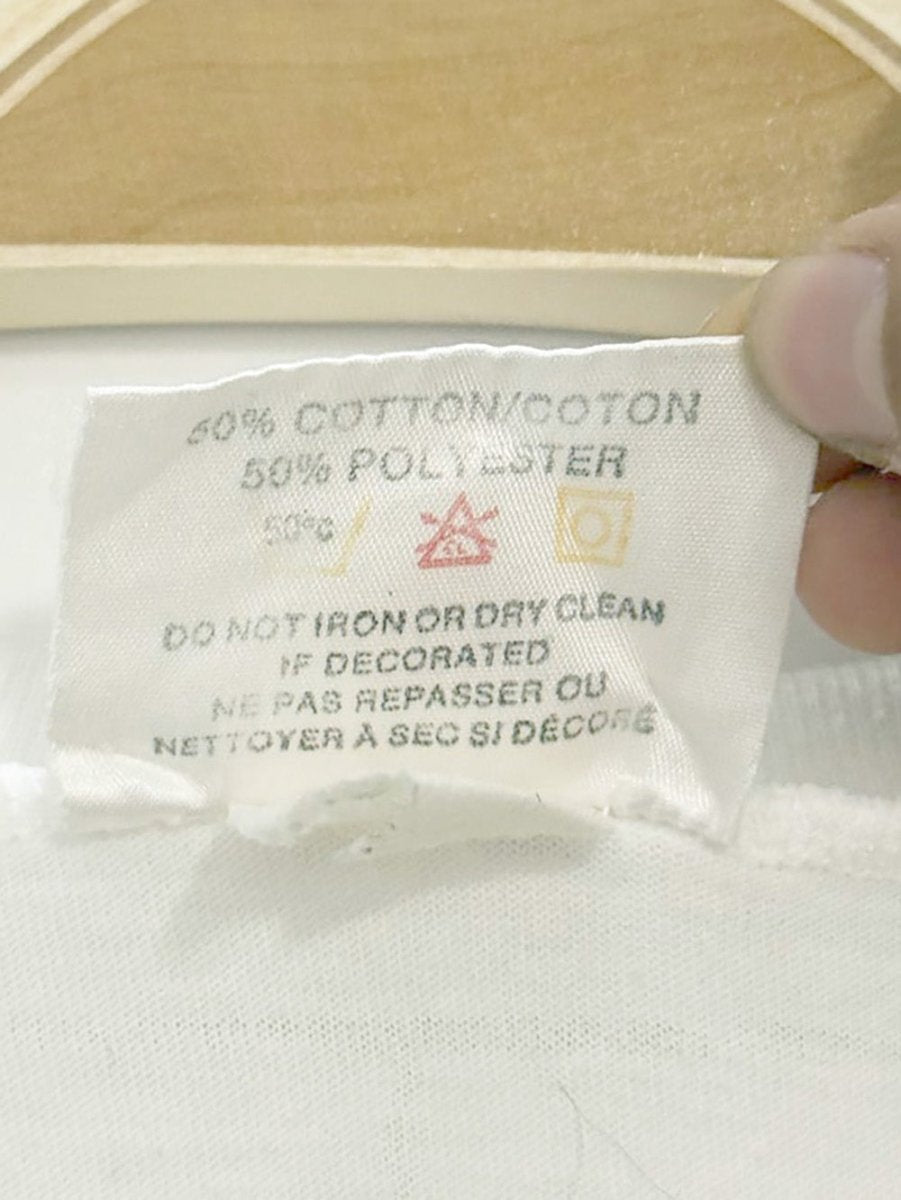 50% COTTON/COTON
50% POLYESTER
50°C CL
DO NOT IRON OR DRY CLEAN
IF DECORATED
NE PAS REPASSER OU
NETTOYER À SEC SI DÉCORÉ